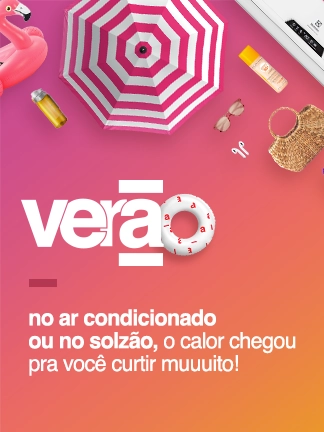 verão
no ar condicionado
ou no solzão, o calor chegou
pra você curtir muuuito!